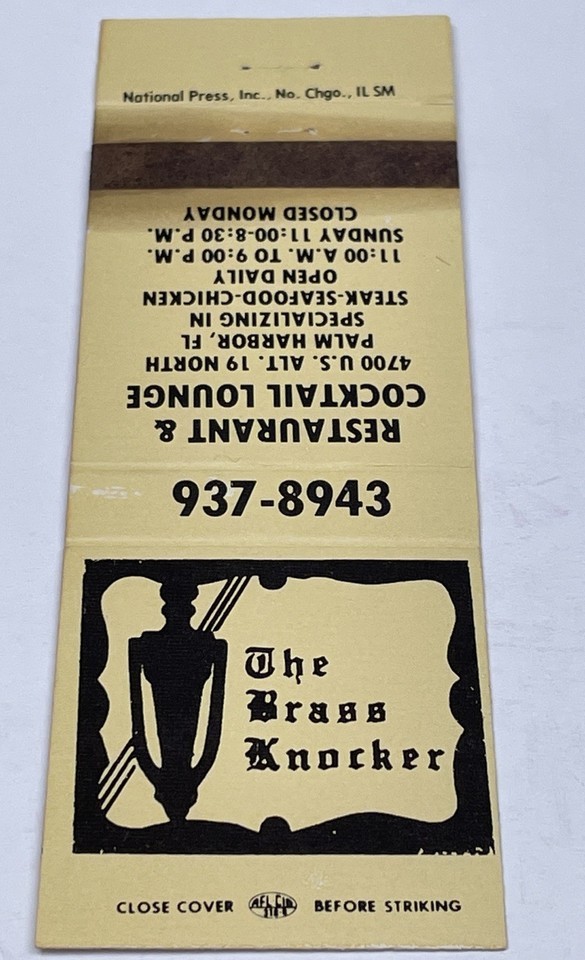 National Press, Inc., No. Chgo., IL SM
RESTAURANT &
COCKTAIL LOUNGE
4700 U.S. ALT. 19 NORTH
PALM HARBOR, FL
SPECIALIZING IN
STEAK-SEAFOOD-CHICKEN
OPEN DAILY
11:00 A.M. TO 9:00 P.M.
SUNDAY 11:00-8:30 P.M.
CLOSED MONDAY
937-8943
The
Brass
Knocker
CLOSE COVER AFL CIO BEFORE STRIKING